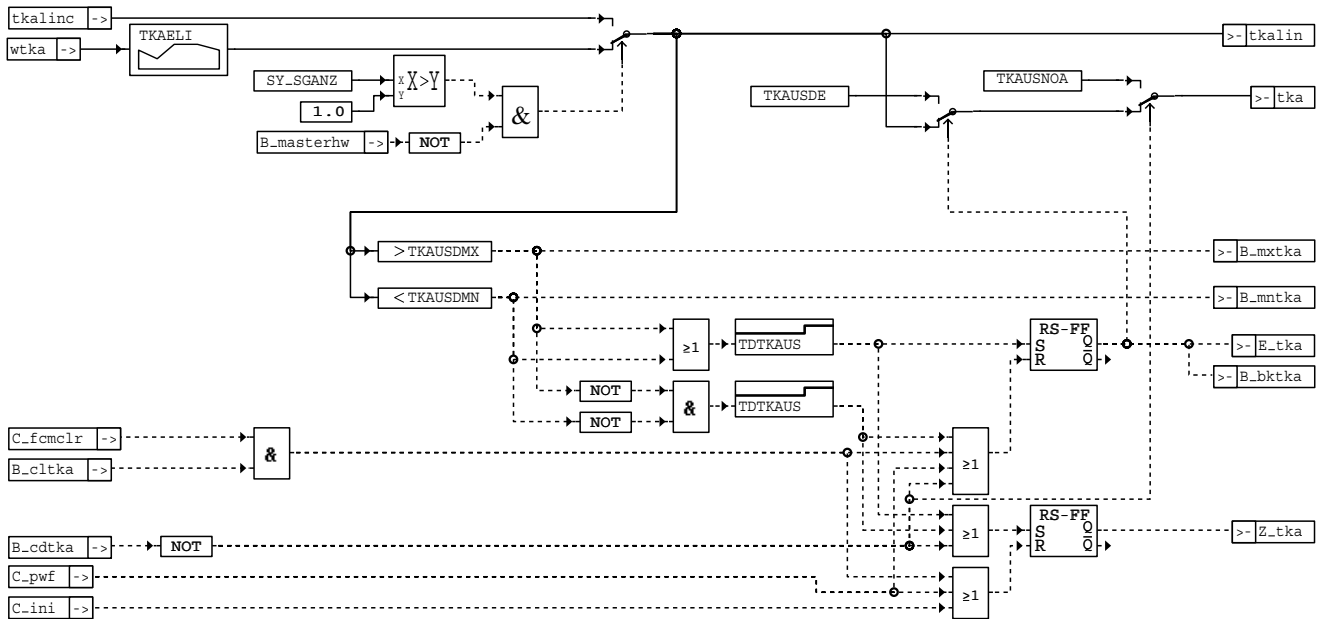 tkalinc ->
wtka ->
TKAELI
SY_SGANZ
X
Y
X>Y
1.0
&
B_masterhw ->
NOT
TKAUSDE
TKAUSNOA
>- tkalin
>- tka
>TKAUSDMX
>- B_mxtka
<TKAUSDMN
>- B_mntka
≥1
TDTKAUS
RS-FF
S Q
R Q̅
>- E_tka
>- B_bktka
NOT
NOT
&
TDTKAUS
C_fcmclr ->
B_cltka ->
&
≥1
B_cdtka ->
NOT
≥1
RS-FF
S Q
R Q̅
>- Z_tka
C_pwf ->
C_ini ->
≥1